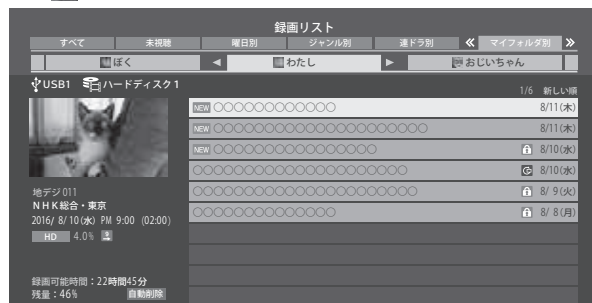 録画リスト
すべて 未視聴 曜日別 ジャンル別 連ドラ別 マイフォルダ別
ぼく わたし おじいちゃん
USB1 ハードディスク1
1/6 新しい順
NEW 〇〇〇〇〇〇〇〇〇〇〇〇 8/11(木)
NEW 〇〇〇〇〇〇〇〇〇〇〇〇〇〇〇〇〇〇〇〇〇 8/11(木)
NEW 〇〇〇〇〇〇〇〇〇〇〇〇〇〇〇〇 8/10(水)
〇〇〇〇〇〇〇〇〇〇〇〇〇〇〇〇〇〇〇〇〇 8/10(水)
〇〇〇〇〇〇〇〇〇〇〇〇〇〇〇〇〇〇〇〇〇〇 8/ 9(火)
〇〇〇〇〇〇〇〇〇〇〇〇〇〇 8/ 8(月)
地デジ011
NHK総合・東京
2016/ 8/10(水) PM 9:00 (02:00)
HD 4.0%
録画可能時間：22時間45分
残量：46% 自動削除